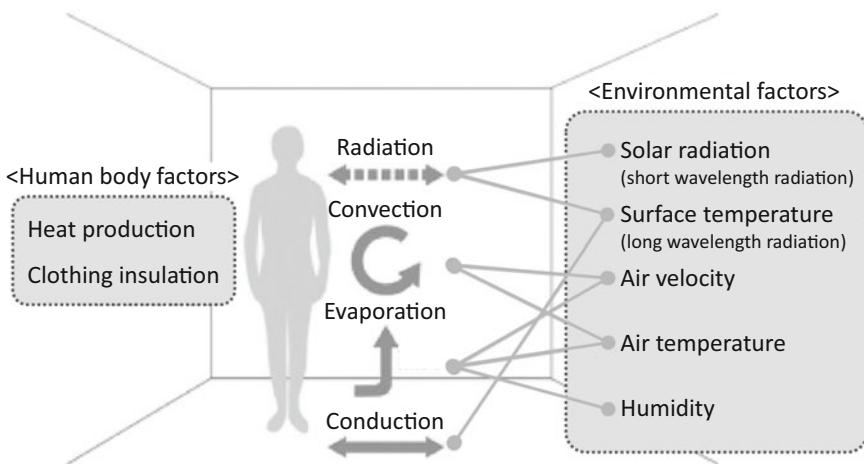 <Human body factors>
Heat production
Clothing insulation
Radiation
Convection
Evaporation
Conduction
<Environmental factors>
Solar radiation
(short wavelength radiation)
Surface temperature
(long wavelength radiation)
Air velocity
Air temperature
Humidity